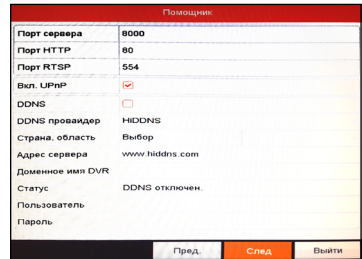 Помощник
Порт сервера 8000
Порт HTTP 80
Порт RTSP 554
Вкл. UPnP
DDNS
DDNS провайдер HiDDNS
Страна, область Выбор
Адрес сервера www.hiddns.com
Доменное имя DVR
Статус DDNS отключен.
Пользователь
Пароль
Пред. След Выйти